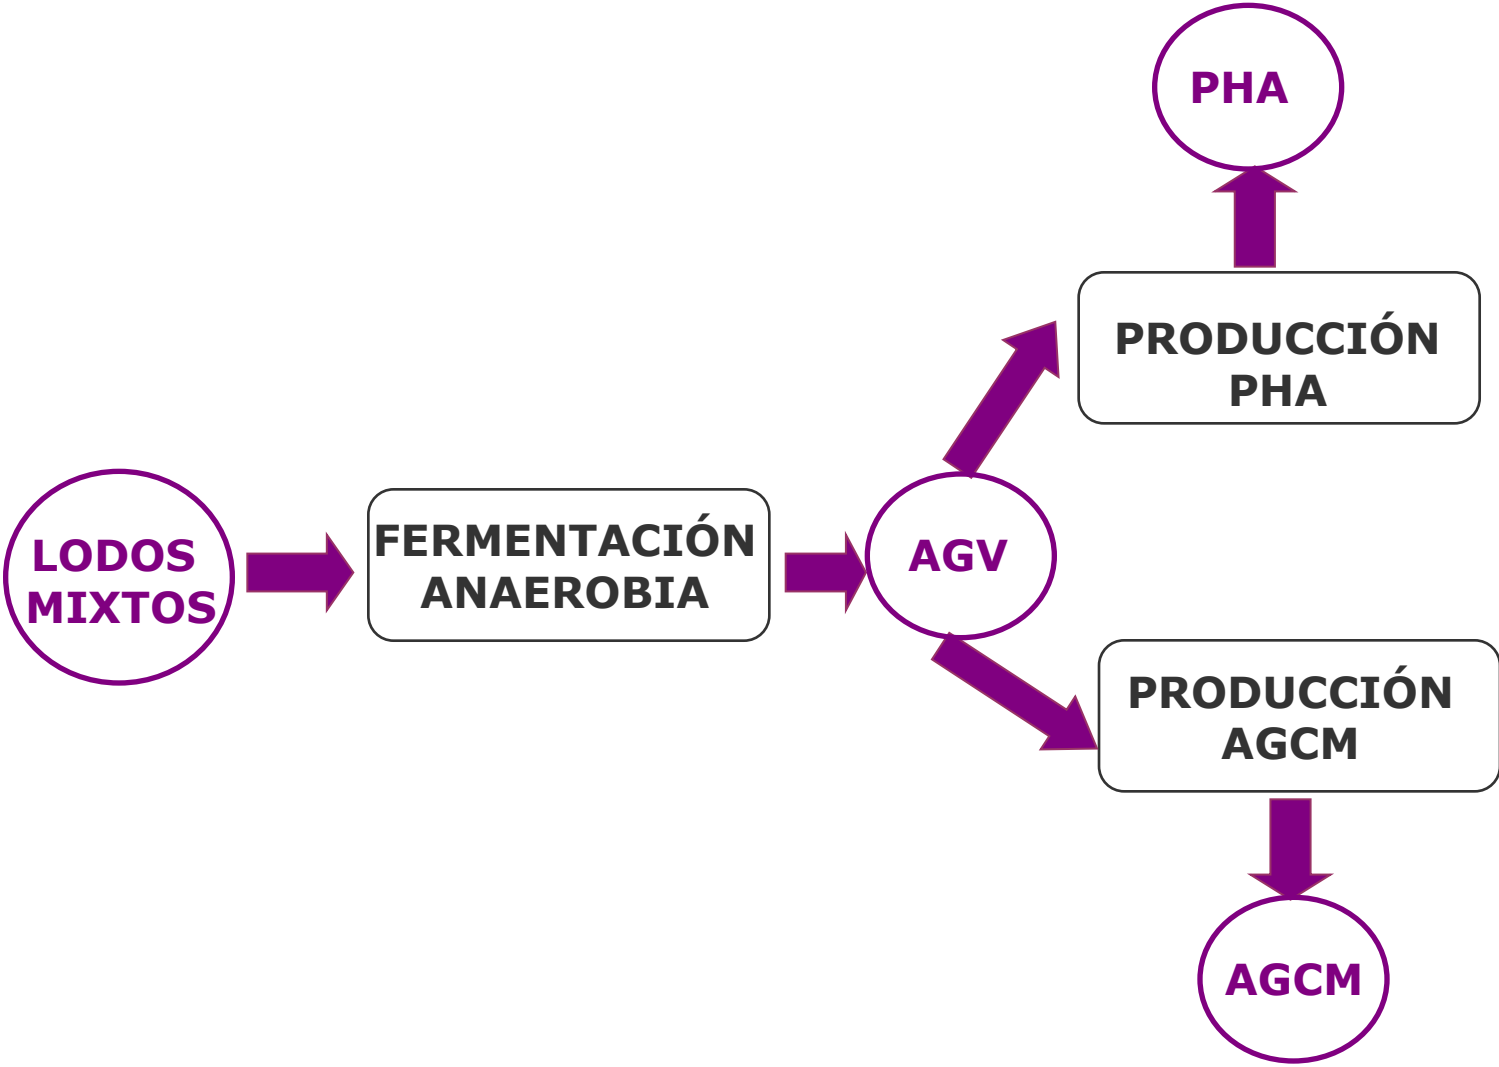 PHA
PRODUCCIÓN
PHA
LODOS
MIXTOS
FERMENTACIÓN
ANAEROBIA
AGV
PRODUCCIÓN
AGCM
AGCM